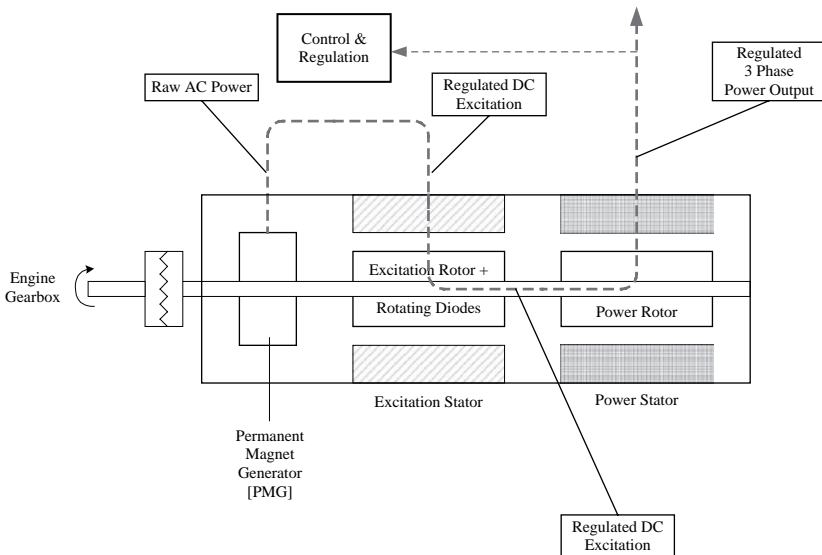 Control &
Regulation
Regulated
3 Phase
Power Output
Raw AC Power
Regulated DC
Excitation
Engine
Gearbox
Excitation Rotor +
Rotating Diodes
Power Rotor
Excitation Stator
Power Stator
Permanent
Magnet
Generator
[PMG]
Regulated DC
Excitation